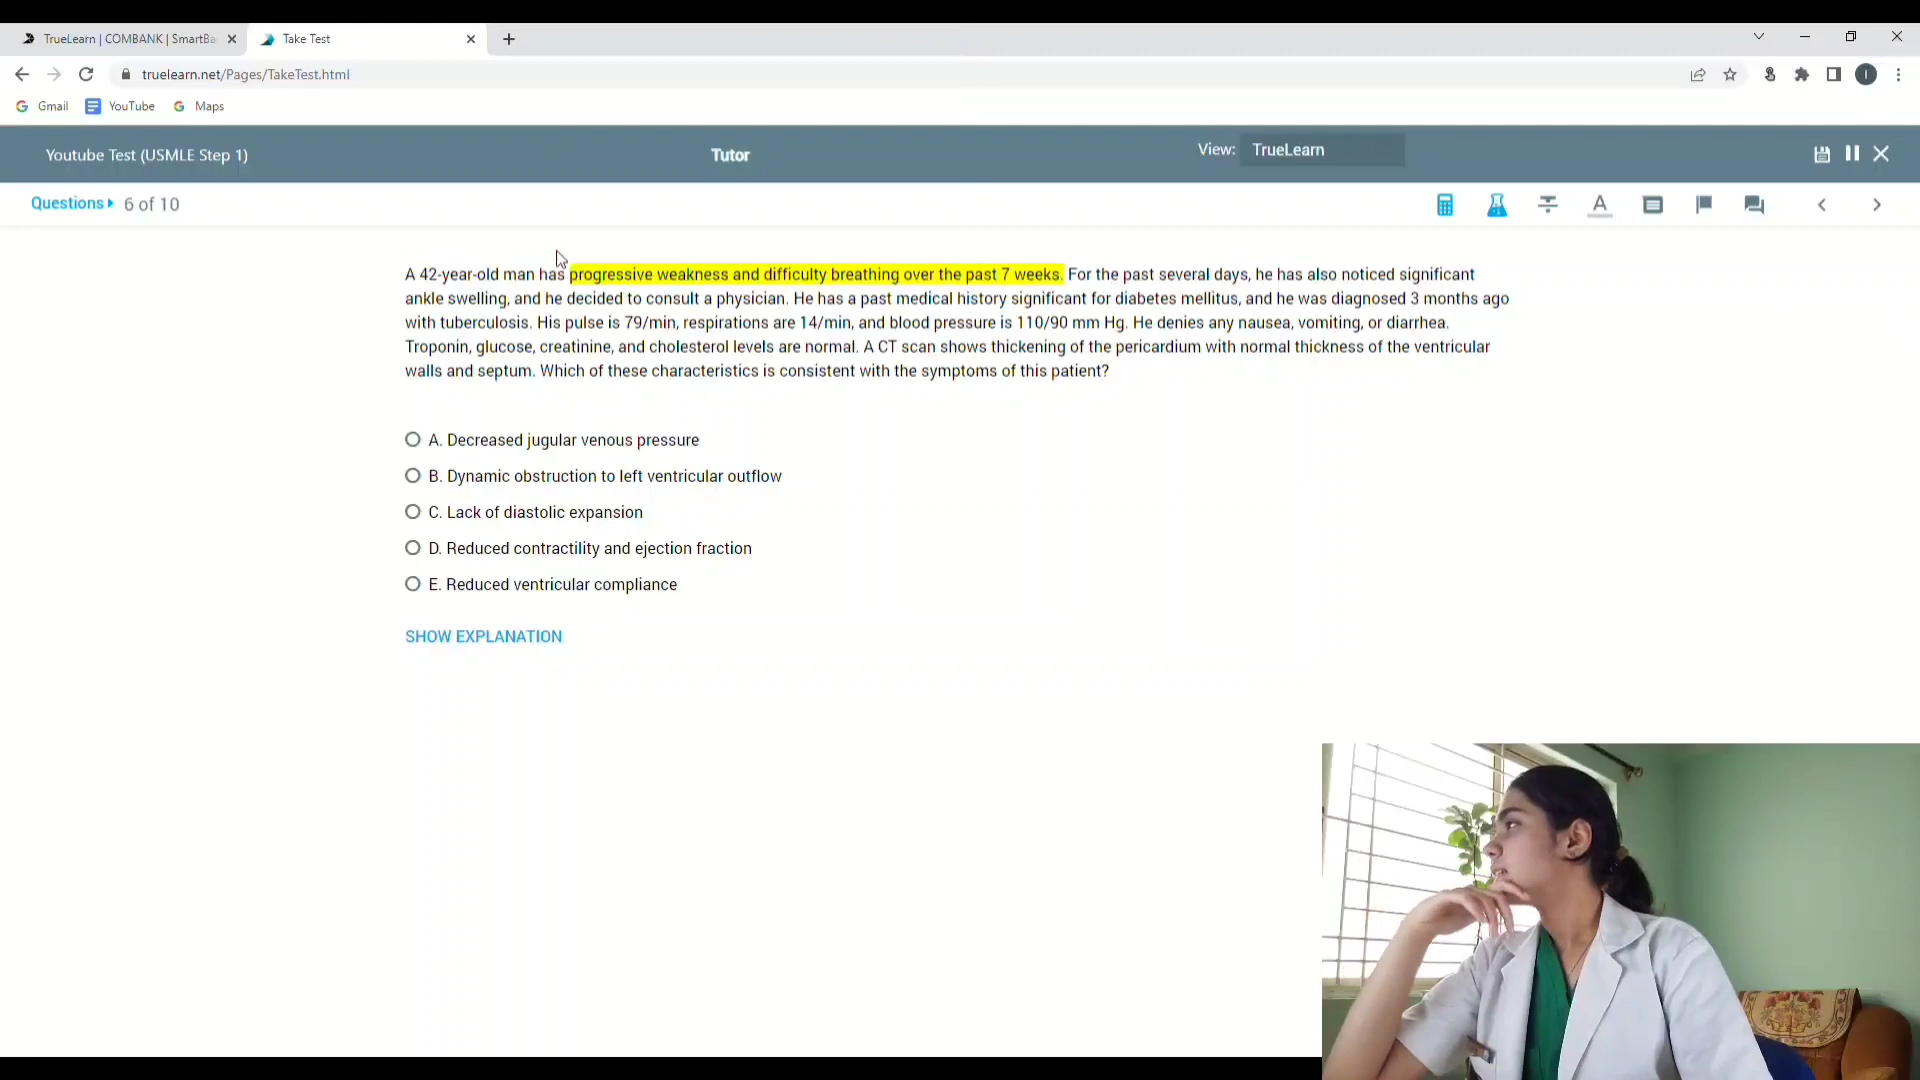 TrueLearn | COMBANK | SmartBa
Take Test
truelearn.net/Pages/TakeTest.html
I
Gmail
YouTube
Maps
Youtube Test (USMLE Step 1)
Tutor
View:
TrueLearn
Questions
6 of 10
A
A 42-year-old man has progressive weakness and difficulty breathing over the past 7 weeks. For the past several days, he has also noticed significant
ankle swelling, and he decided to consult a physician. He has a past medical history significant for diabetes mellitus, and he was diagnosed 3 months ago
with tuberculosis. His pulse is 79/min, respirations are 14/min, and blood pressure is 110/90 mm Hg. He denies any nausea, vomiting, or diarrhea.
Troponin, glucose, creatinine, and cholesterol levels are normal. A CT scan shows thickening of the pericardium with normal thickness of the ventricular
walls and septum. Which of these characteristics is consistent with the symptoms of this patient?
A. Decreased jugular venous pressure
B. Dynamic obstruction to left ventricular outflow
C. Lack of diastolic expansion
D. Reduced contractility and ejection fraction
E. Reduced ventricular compliance
SHOW EXPLANATION